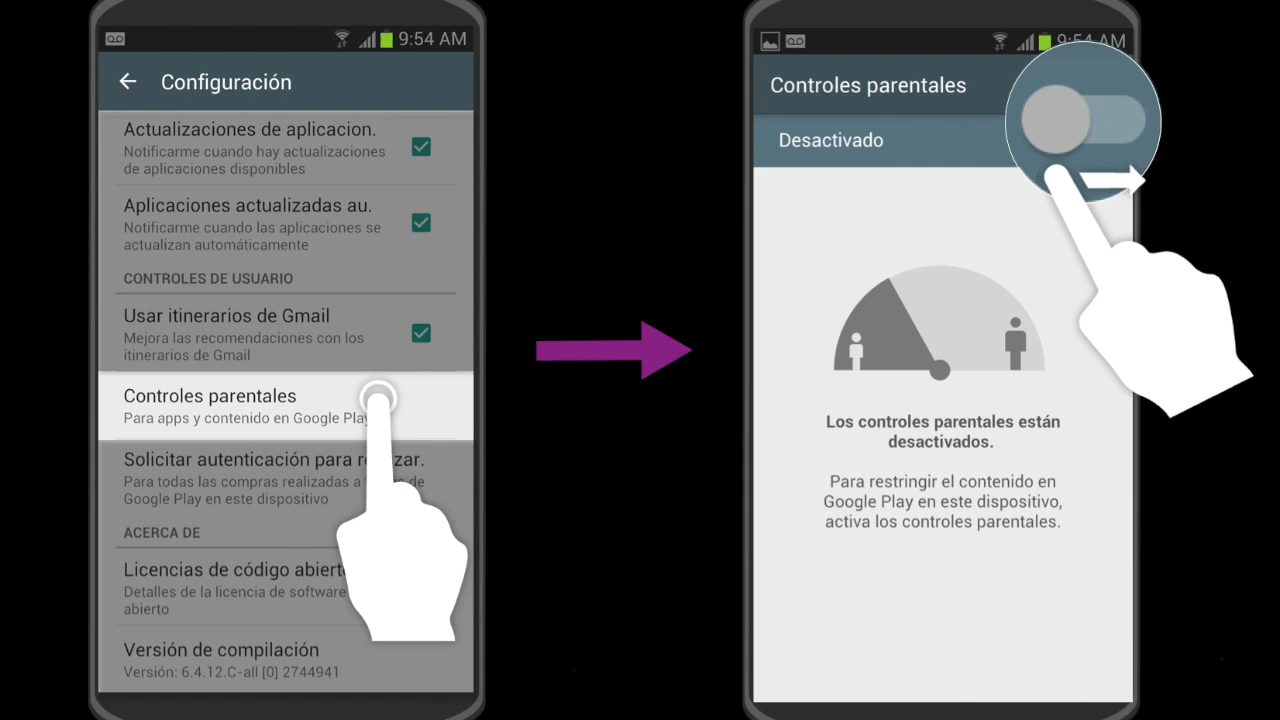 9:54 AM
Configuración
Actualizaciones de aplicacion.
Notificarme cuando hay actualizaciones
de aplicaciones disponibles
Aplicaciones actualizadas au.
Notificarme cuando las aplicaciones se
actualizan automáticamente
CONTROLES DE USUARIO
Usar itinerarios de Gmail
Mejora las recomendaciones con los
itinerarios de Gmail
Controles parentales
Para apps y contenido en Google Play
Solicitar autenticación para
Para todas las compras realizadas a de
Google Play en este dispositivo
ACERCA DE
Licencias de código abierto
Detalles de la licencia de software
abierto
Versión de compilación
Versión: 6.4.12.C-all [0] 2744941
9:54 AM
Controles parentales
Desactivado
Los controles parentales están
desactivados.
Para restringir el contenido en
Google Play en este dispositivo,
activa los controles parentales.